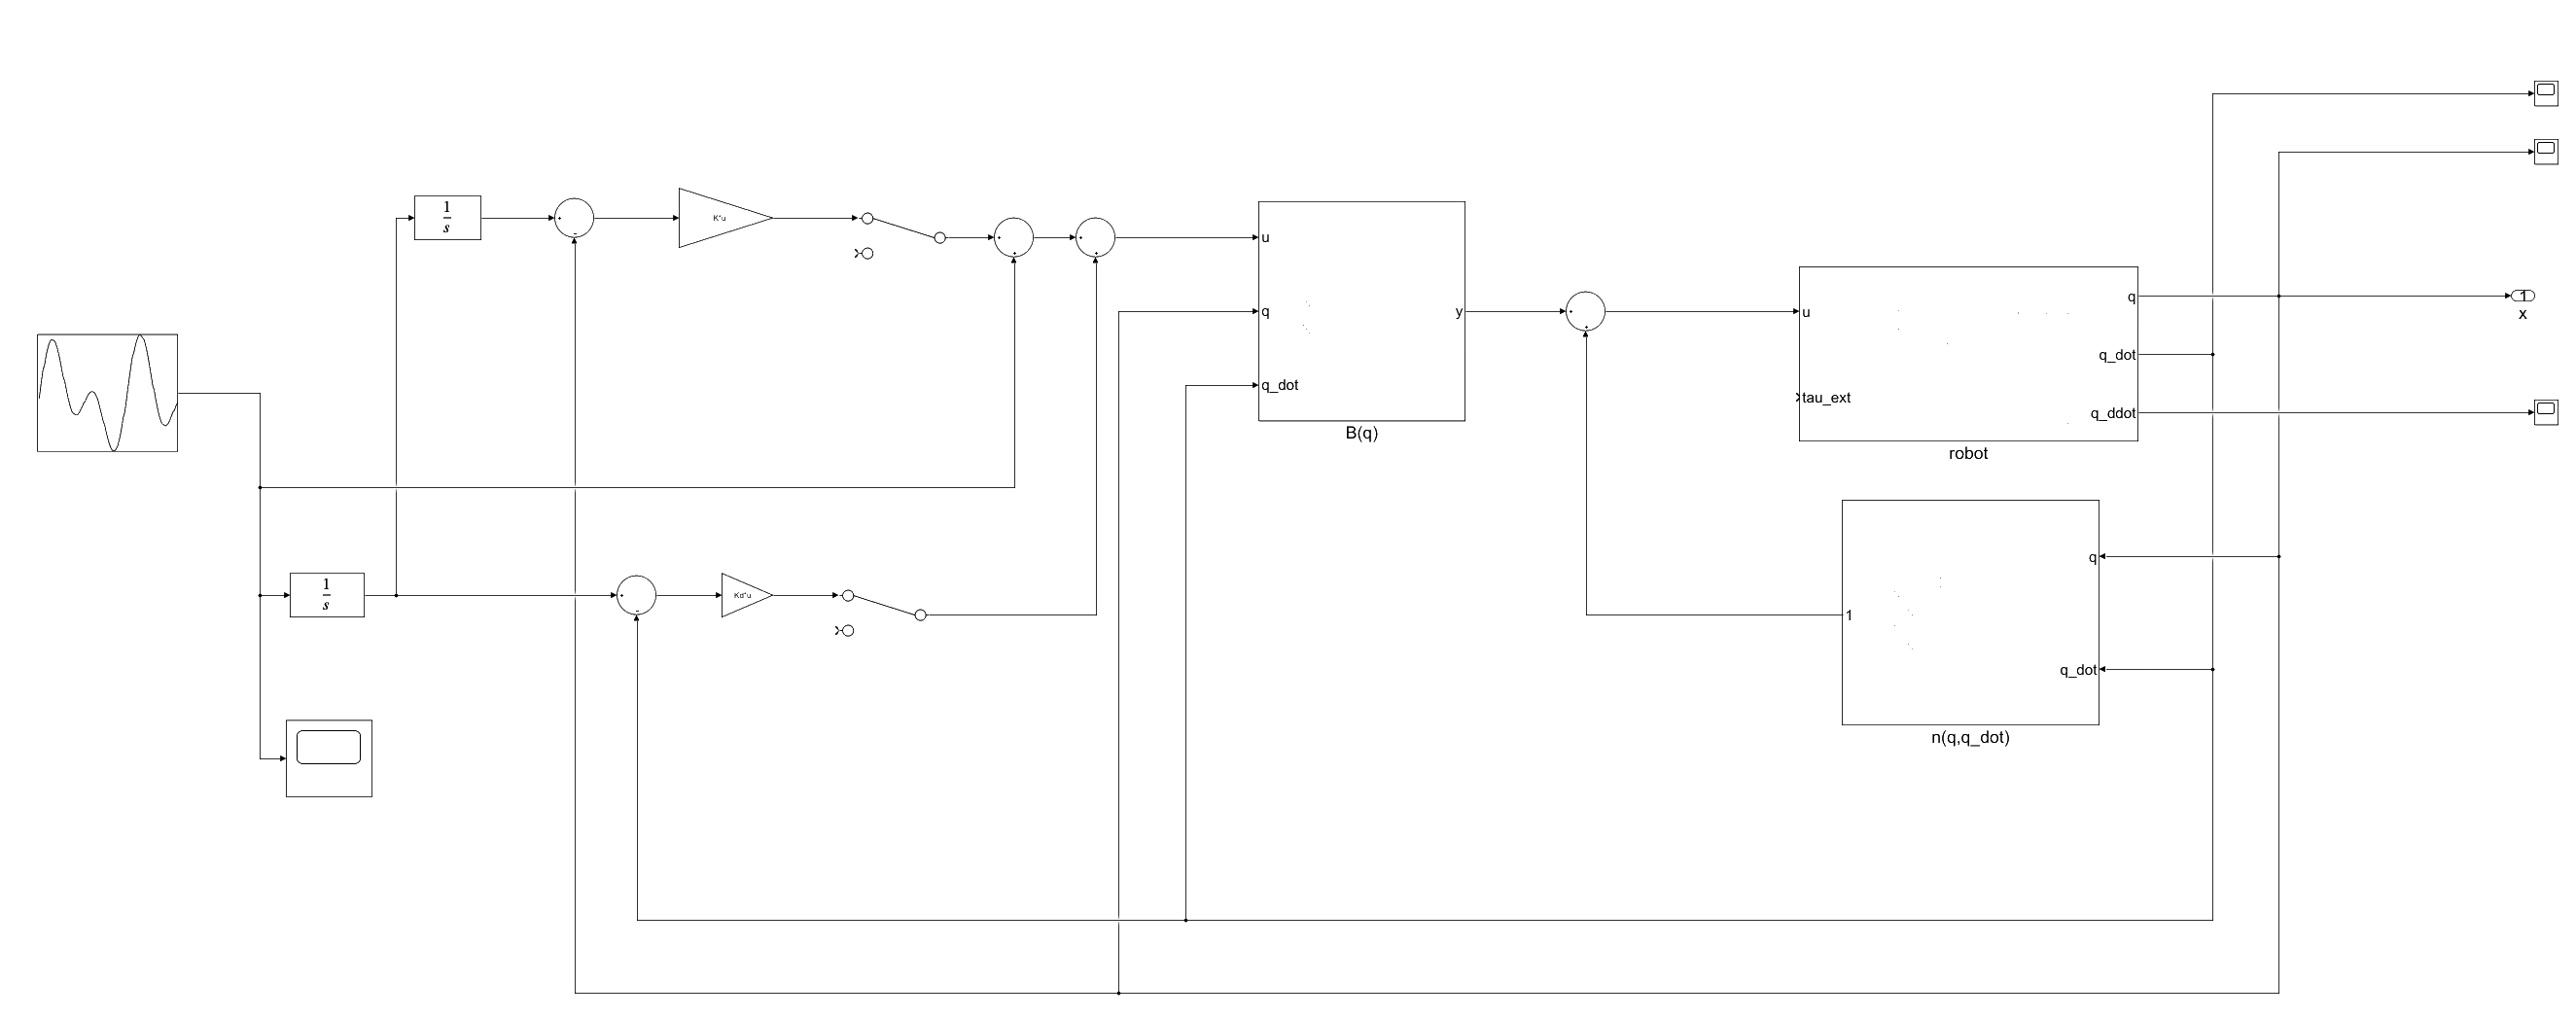 1
s
K*u
u
q
q_dot
y
B(q)
u
tau_ext
q
q_dot
q_ddot
robot
1
x
1
s
Kd*u
1
q
q_dot
n(q,q_dot)